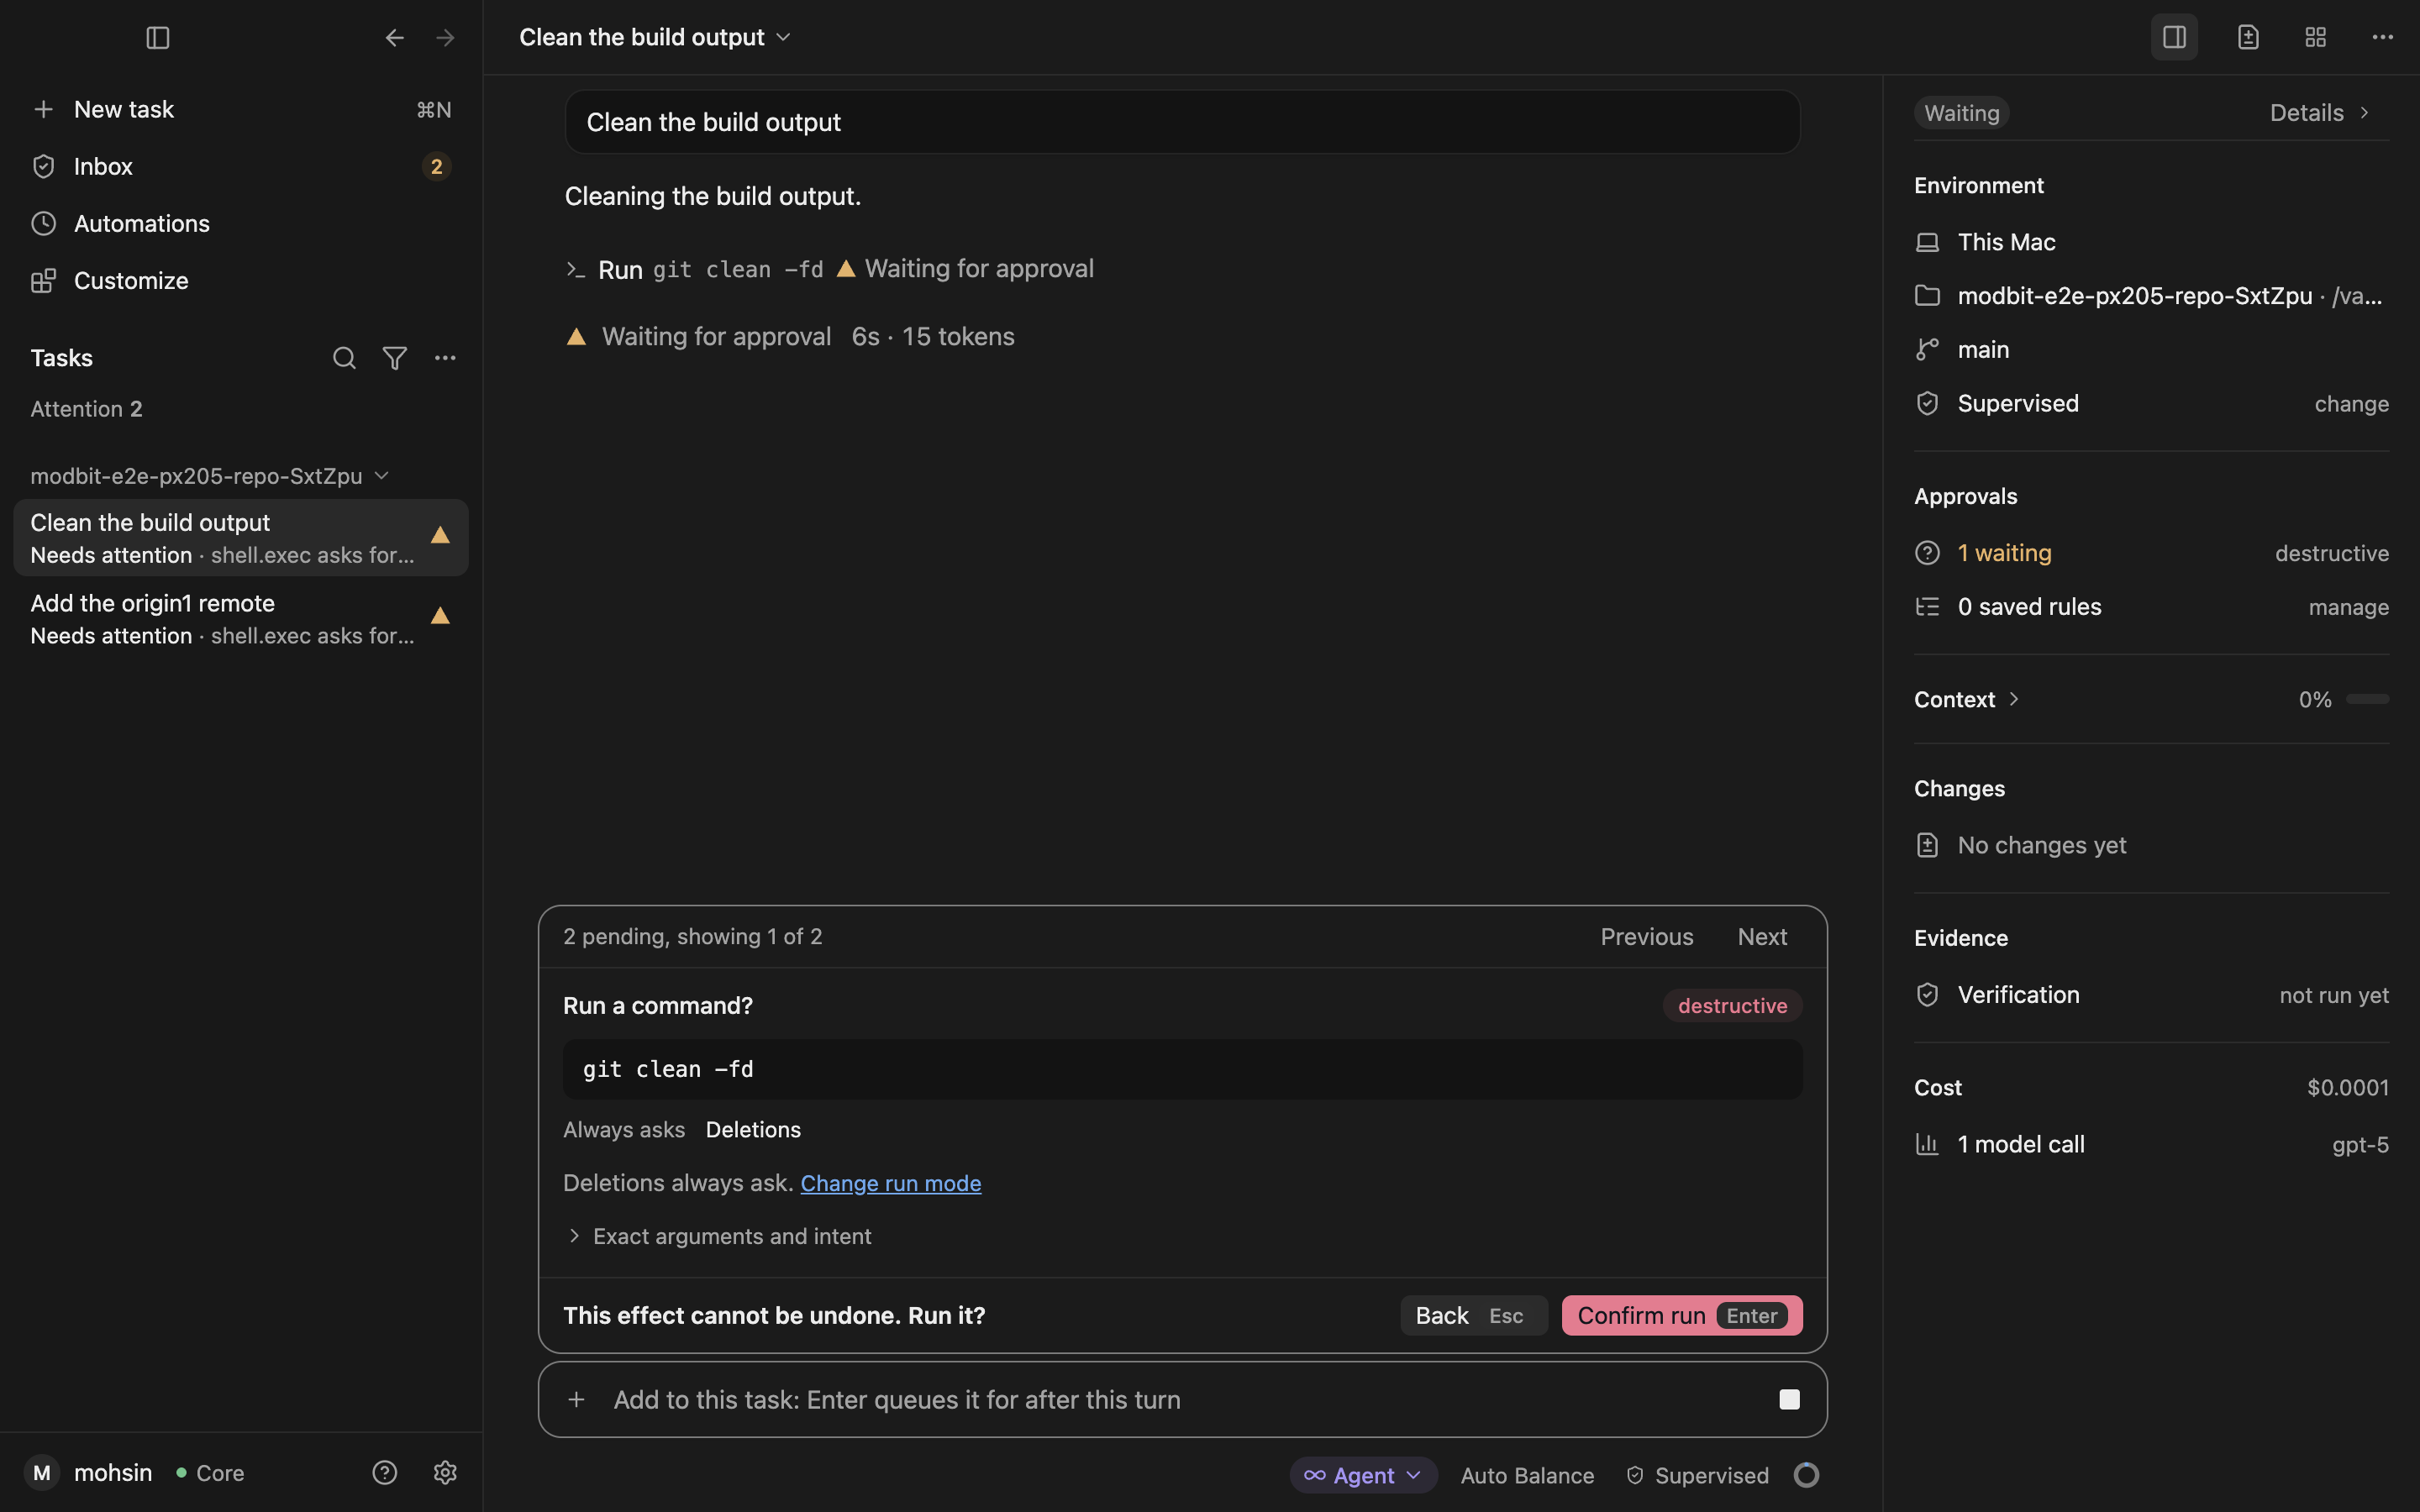 Clean the build output
New task ⌘N
Inbox 2
Automations
Customize
Tasks
Attention 2
modbit-e2e-px205-repo-SxtZpu
Clean the build output
Needs attention · shell.exec asks for...
Add the origin1 remote
Needs attention · shell.exec asks for...
M mohsin Core
Clean the build output
Cleaning the build output.
Run git clean -fd Waiting for approval
Waiting for approval 6s · 15 tokens
2 pending, showing 1 of 2 Previous Next
Run a command? destructive
git clean -fd
Always asks Deletions
Deletions always ask. Change run mode
Exact arguments and intent
This effect cannot be undone. Run it? Back Esc Confirm run Enter
Add to this task: Enter queues it for after this turn
Agent Auto Balance Supervised
Waiting Details
Environment
This Mac
modbit-e2e-px205-repo-SxtZpu · /va...
main
Supervised change
Approvals
1 waiting destructive
0 saved rules manage
Context 0%
Changes
No changes yet
Evidence
Verification not run yet
Cost $0.0001
1 model call gpt-5